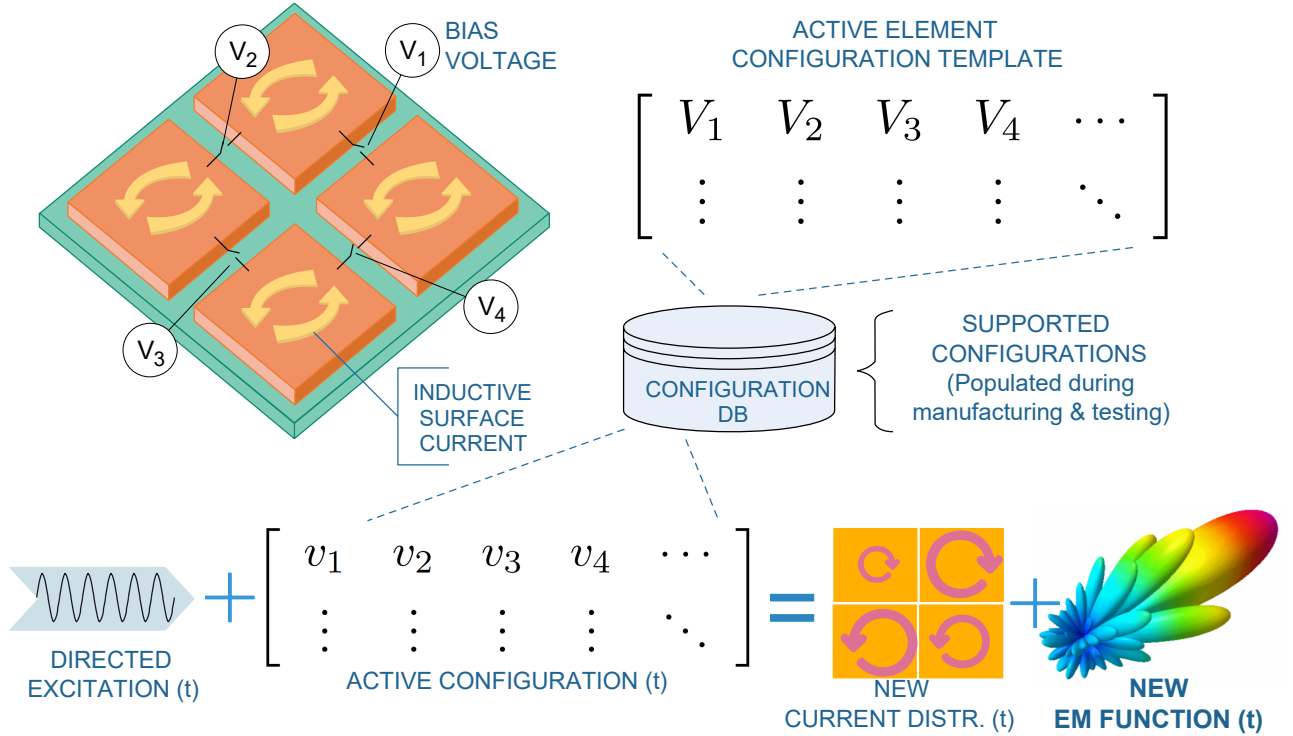 V₂
V₁
BIAS
VOLTAGE
V₃
V₄
INDUCTIVE
SURFACE
CURRENT
ACTIVE ELEMENT
CONFIGURATION TEMPLATE
V₁ V₂ V₃ V₄ ⋯
⋮ ⋮ ⋮ ⋮ ⋱
CONFIGURATION
DB
SUPPORTED
CONFIGURATIONS
(Populated during
manufacturing & testing)
DIRECTED
EXCITATION (t)
+
v₁ v₂ v₃ v₄ ⋯
⋮ ⋮ ⋮ ⋮ ⋱
ACTIVE CONFIGURATION (t)
=
NEW
CURRENT DISTR. (t)
+
NEW
EM FUNCTION (t)